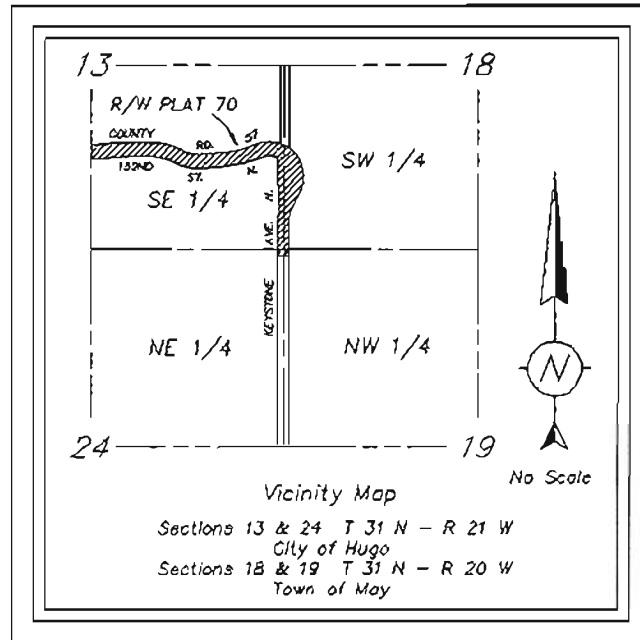 13
18
R/W PLAT 70
COUNTY RD. 57
132ND ST. N.
SW 1/4
SE 1/4
KEYSTONE AVE. N.
NE 1/4
NW 1/4
N
24
19
No Scale
Vicinity Map
Sections 13 & 24 T 31 N - R 21 W
City of Hugo
Sections 18 & 19 T 31 N - R 20 W
Town of May